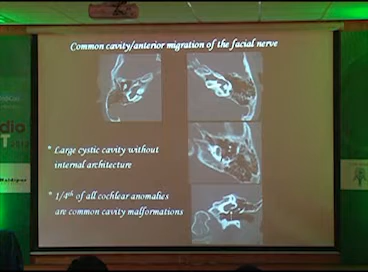 Common cavity/anterior migration of the facial nerve
* Large cystic cavity without
internal architecture
* 1/4th of all cochlear anomalies
are common cavity malformations
dio